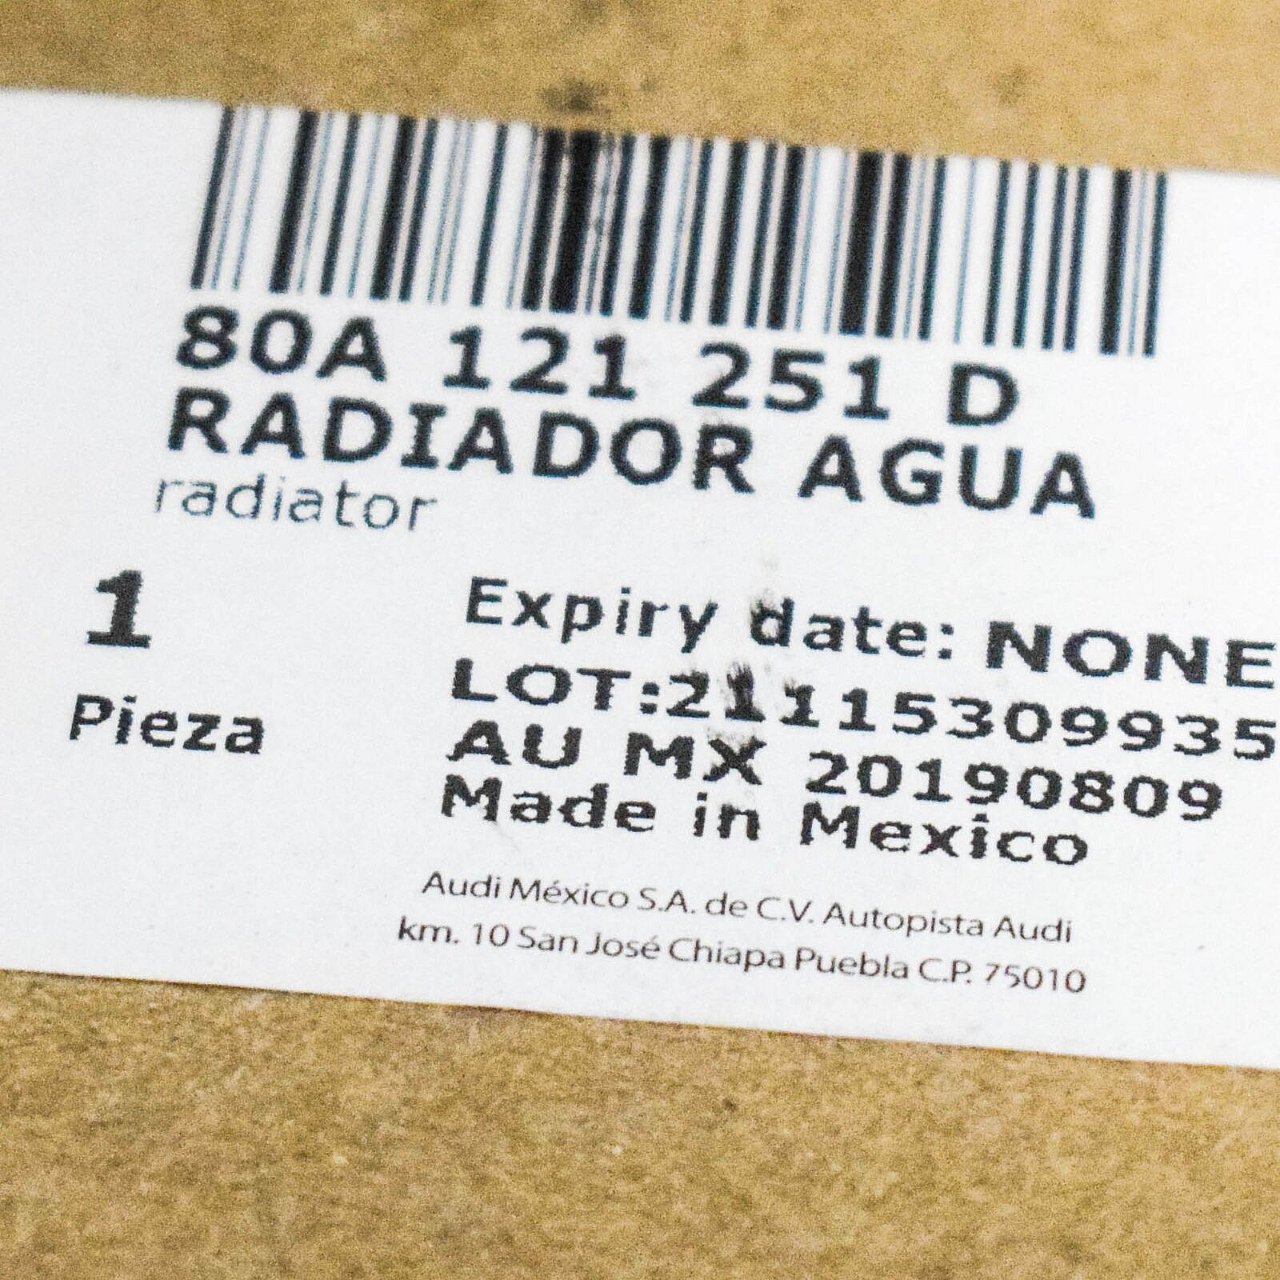 80A 121 251 D
RADIADOR AGUA
radiator
1
Pieza
Expiry date: NONE
LOT:21115309935
AU MX 20190809
Made in Mexico
Audi México S.A. de C.V. Autopista Audi
km. 10 San José Chiapa Puebla C.P. 75010